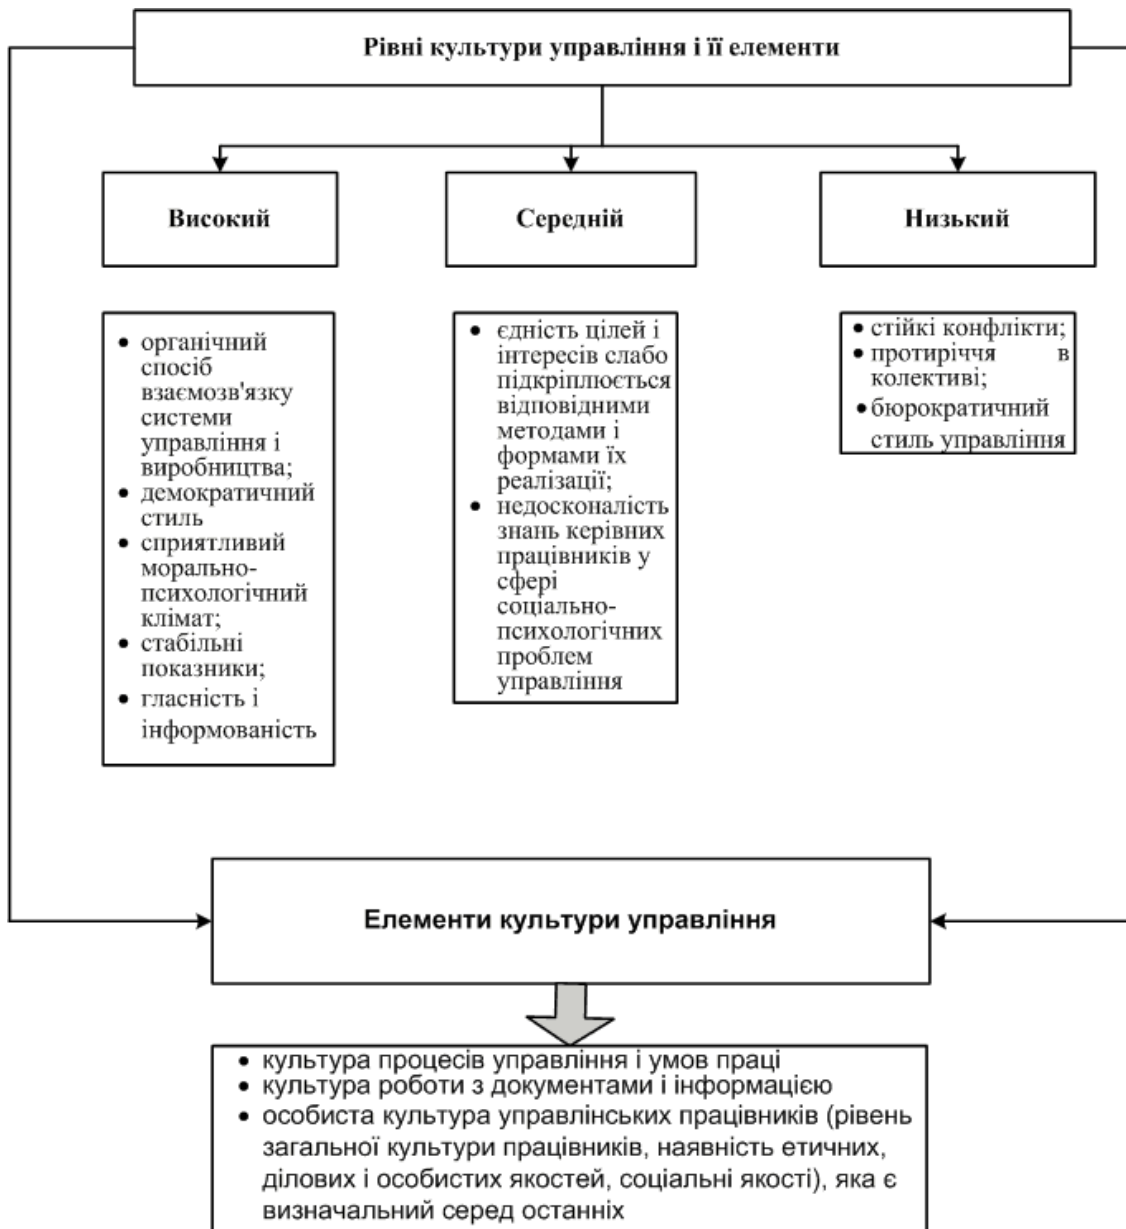 Рівні культури управління і її елементи
Високий
Середній
Низький
• органічний
спосіб
взаємозв'язку
системи
управління і
виробництва;
• демократичний
стиль
• сприятливий
морально-
психологічний
клімат;
• стабільні
показники;
• гласність і
інформованість
• єдність цілей і
інтересів слабо
підкріплюється
відповідними
методами і
формами їх
реалізації;
• недосконалість
знань керівних
працівників у
сфері
соціально-
психологічних
проблем
управління
• стійкі конфлікти;
• протиріччя в
колективі;
• бюрократичний
стиль управління
Елементи культури управління
• культура процесів управління і умов праці
• культура роботи з документами і інформацією
• особиста культура управлінських працівників (рівень
загальної культури працівників, наявність етичних,
ділових і особистих якостей, соціальні якості), яка є
визначальний серед останніх